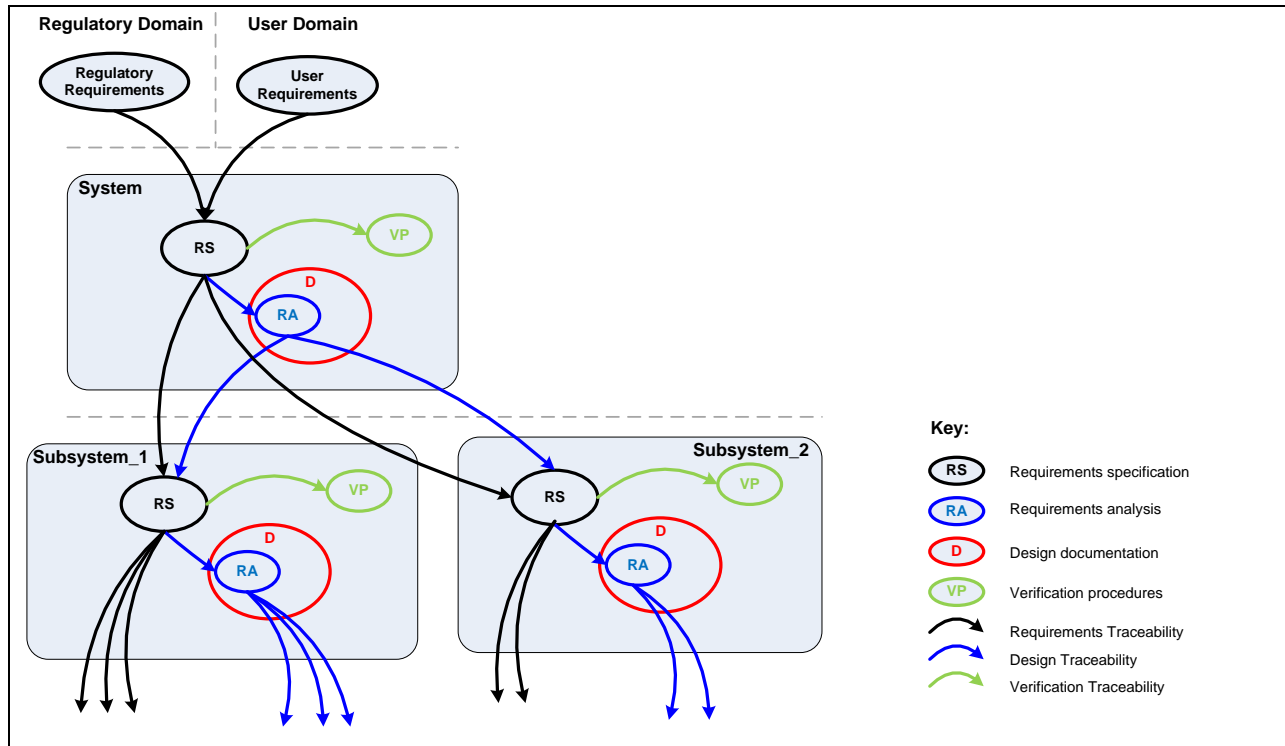 Regulatory Domain
User Domain
Regulatory
Requirements
User
Requirements
System
RS
VP
D
RA
Subsystem_1
RS
VP
D
RA
Subsystem_2
RS
VP
D
RA
Key:
RS Requirements specification
RA Requirements analysis
D Design documentation
VP Verification procedures
Requirements Traceability
Design Traceability
Verification Traceability